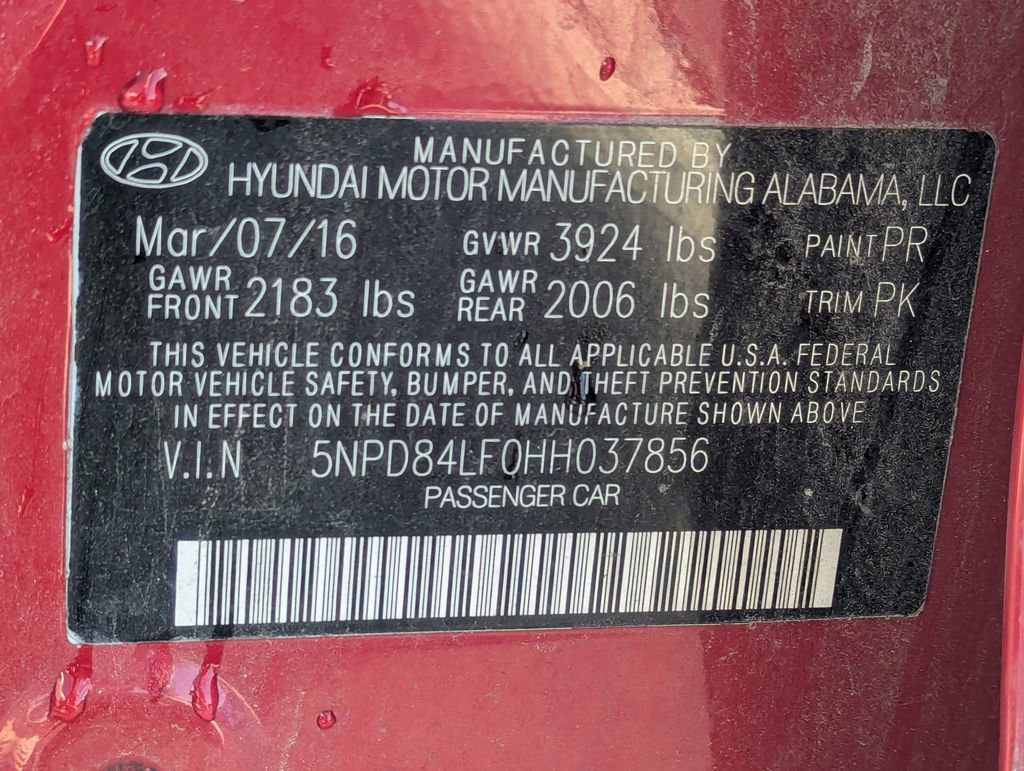 MANUFACTURED BY
HYUNDAI MOTOR MANUFACTURING ALABAMA, LLC
Mar/07/16 GVWR 3924 lbs PAINT PR
GAWR FRONT 2183 lbs GAWR REAR 2006 lbs TRIM PK
THIS VEHICLE CONFORMS TO ALL APPLICABLE U.S.A. FEDERAL
MOTOR VEHICLE SAFETY, BUMPER, AND THEFT PREVENTION STANDARDS
IN EFFECT ON THE DATE OF MANUFACTURE SHOWN ABOVE
V.I.N 5NPD84LF0HH037856
PASSENGER CAR